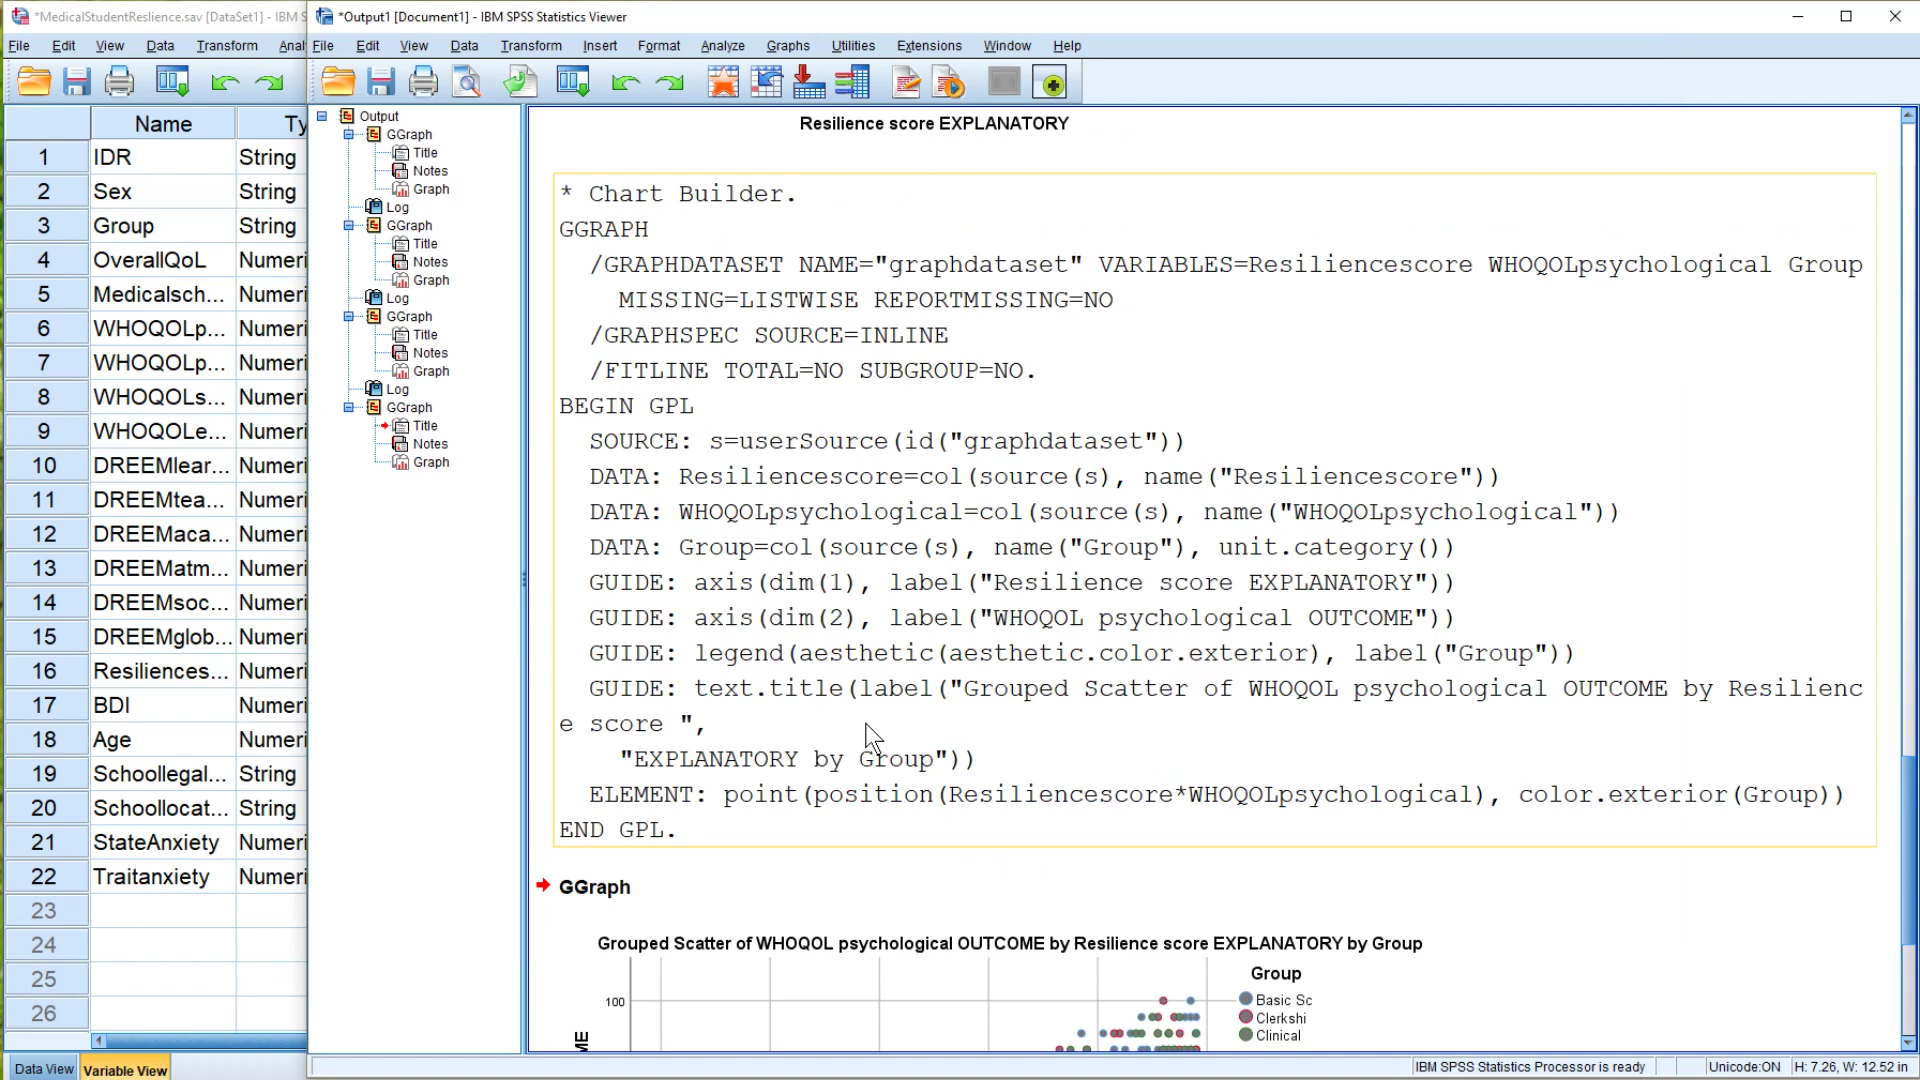 *MedicalStudentReslience.sav [DataSet1] - IBM S
File Edit View Data Transform Anal
Name Ty
1 IDR String
2 Sex String
3 Group String
4 OverallQoL Numeri
5 Medicalsch... Numeri
6 WHOQOLp... Numeri
7 WHOQOLp... Numeri
8 WHOQOLs... Numeri
9 WHOQOLe... Numeri
10 DREEMlear... Numeri
11 DREEMtea... Numeri
12 DREEMaca... Numeri
13 DREEMatm... Numeri
14 DREEMsoc... Numeri
15 DREEMglob... Numeri
16 Resiliences... Numeri
17 BDI Numeri
18 Age Numeri
19 Schoollegal... String
20 Schoollocat... String
21 StateAnxiety Numeri
22 Traitanxiety Numeri
23
24
25
26
Data View Variable View
*Output1 [Document1] - IBM SPSS Statistics Viewer
File Edit View Data Transform Insert Format Analyze Graphs Utilities Extensions Window Help
Output
GGraph
Title
Notes
Graph
Log
GGraph
Title
Notes
Graph
Log
GGraph
Title
Notes
Graph
Log
GGraph
Title
Notes
Graph
Resilience score EXPLANATORY
* Chart Builder.
GGRAPH
/GRAPHDATASET NAME="graphdataset" VARIABLES=Resiliencescore WHOQOLpsychological Group
MISSING=LISTWISE REPORTMISSING=NO
/GRAPHSPEC SOURCE=INLINE
/FITLINE TOTAL=NO SUBGROUP=NO.
BEGIN GPL
SOURCE: s=userSource(id("graphdataset"))
DATA: Resiliencescore=col(source(s), name("Resiliencescore"))
DATA: WHOQOLpsychological=col(source(s), name("WHOQOLpsychological"))
DATA: Group=col(source(s), name("Group"), unit.category())
GUIDE: axis(dim(1), label("Resilience score EXPLANATORY"))
GUIDE: axis(dim(2), label("WHOQOL psychological OUTCOME"))
GUIDE: legend(aesthetic(aesthetic.color.exterior), label("Group"))
GUIDE: text.title(label("Grouped Scatter of WHOQOL psychological OUTCOME by Resilienc
e score ",
"EXPLANATORY by Group"))
ELEMENT: point(position(Resiliencescore*WHOQOLpsychological), color.exterior(Group))
END GPL.
GGraph
Grouped Scatter of WHOQOL psychological OUTCOME by Resilience score EXPLANATORY by Group
Group
100
Basic Sc
Clerkshi
Clinical
ME
IBM SPSS Statistics Processor is ready Unicode:ON H: 7.26, W: 12.52 in